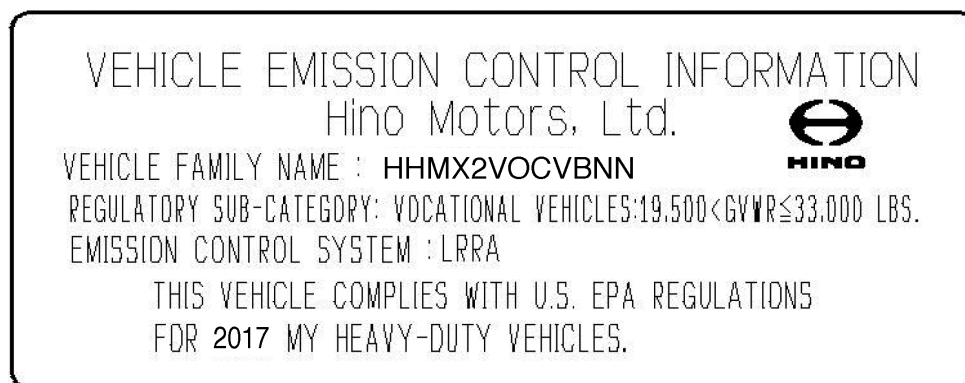 VEHICLE EMISSION CONTROL INFORMATION
Hino Motors, Ltd.
HINO
VEHICLE FAMILY NAME : HHMX2VOCVBNN
REGULATORY SUB-CATEGORY: VOCATIONAL VEHICLES:19,500<GVWR≤33,000 LBS.
EMISSION CONTROL SYSTEM : LRRA
THIS VEHICLE COMPLIES WITH U.S. EPA REGULATIONS
FOR 2017 MY HEAVY-DUTY VEHICLES.